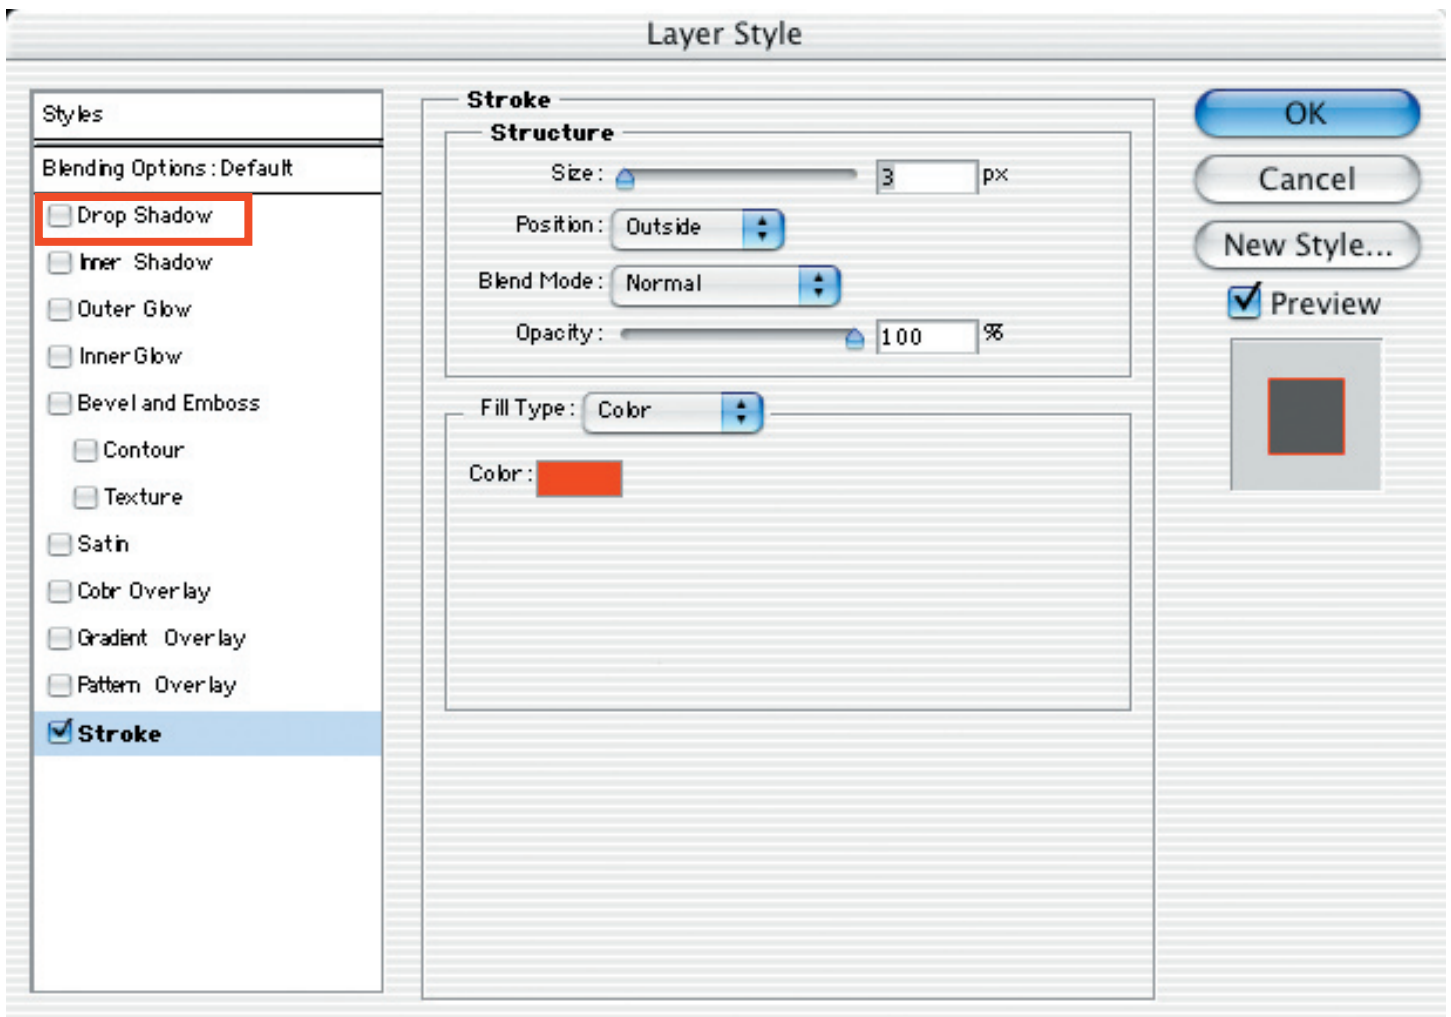 Layer Style
Styles
Blending Options: Default
Drop Shadow
Inner Shadow
Outer Glow
Inner Glow
Bevel and Emboss
Contour
Texture
Satin
Color Overlay
Gradient Overlay
Pattern Overlay
Stroke
Stroke
Structure
Size: 3 px
Position: Outside
Blend Mode: Normal
Opacity: 100 %
Fill Type: Color
Color:
OK
Cancel
New Style...
Preview